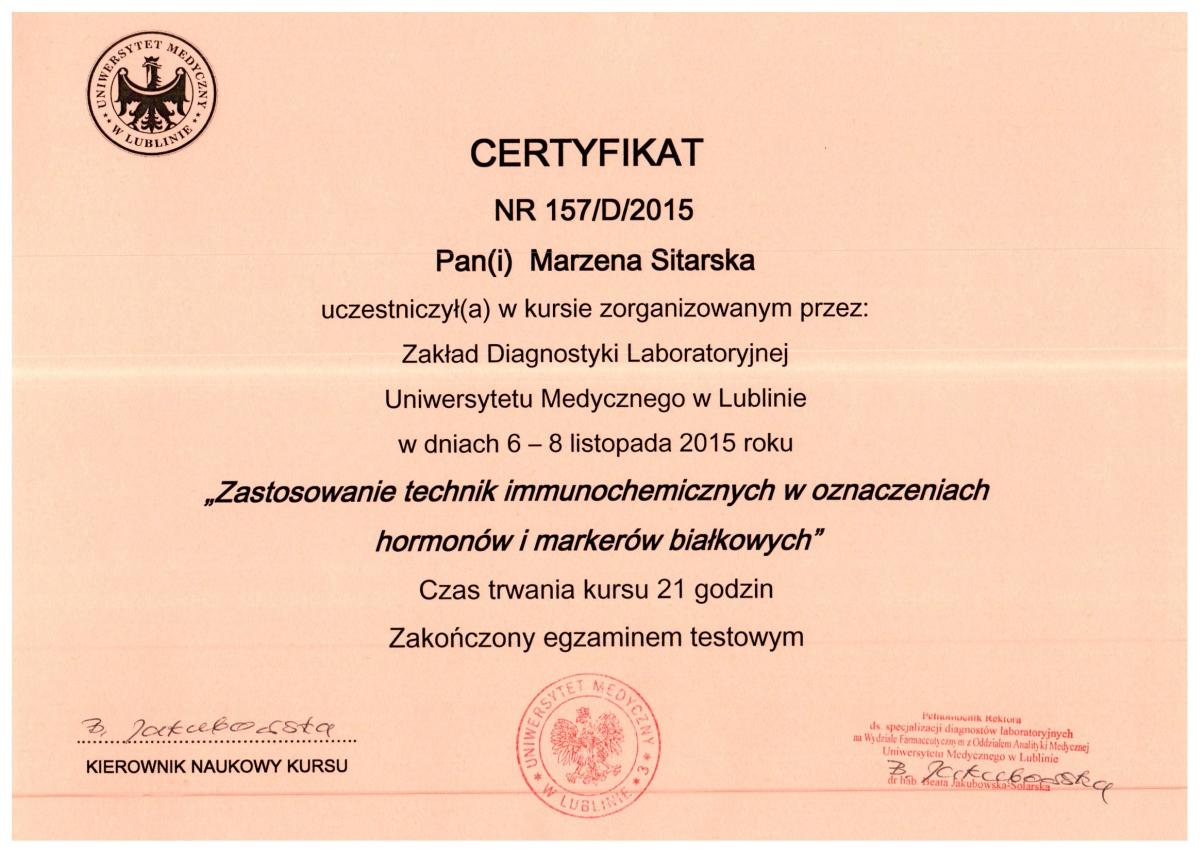 UNIWERSYTET MEDYCZNY
W LUBLINIE
CERTYFIKAT
NR 157/D/2015
Pan(i) Marzena Sitarska
uczestniczył(a) w kursie zorganizowanym przez:
Zakład Diagnostyki Laboratoryjnej
Uniwersytetu Medycznego w Lublinie
w dniach 6 – 8 listopada 2015 roku
„Zastosowanie technik immunochemicznych w oznaczeniach
hormonów i markerów białkowych”
Czas trwania kursu 21 godzin
Zakończony egzaminem testowym
B. Jakubowska
KIEROWNIK NAUKOWY KURSU
UNIWERSYTET MEDYCZNY
W LUBLINIE
3
Pełnomocnik Rektora
ds. specjalizacji diagnostów laboratoryjnych
na Wydziale Farmaceutycznym z Oddziałem Analityki Medycznej
Uniwersytetu Medycznego w Lublinie
B. Jakubowska
dr hab. Beata Jakubowska-Solarska